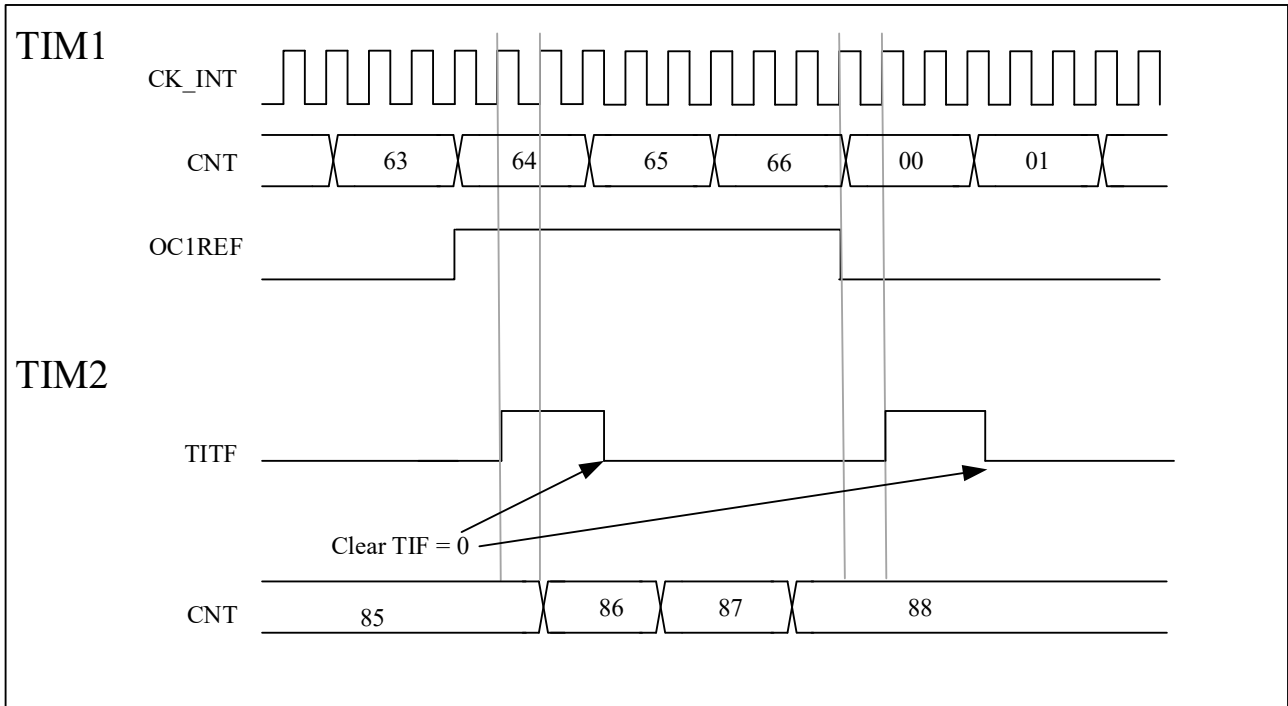 TIM1
CK_INT
CNT 63 64 65 66 00 01
OC1REF
TIM2
TITF
Clear TIF = 0
CNT 85 86 87 88